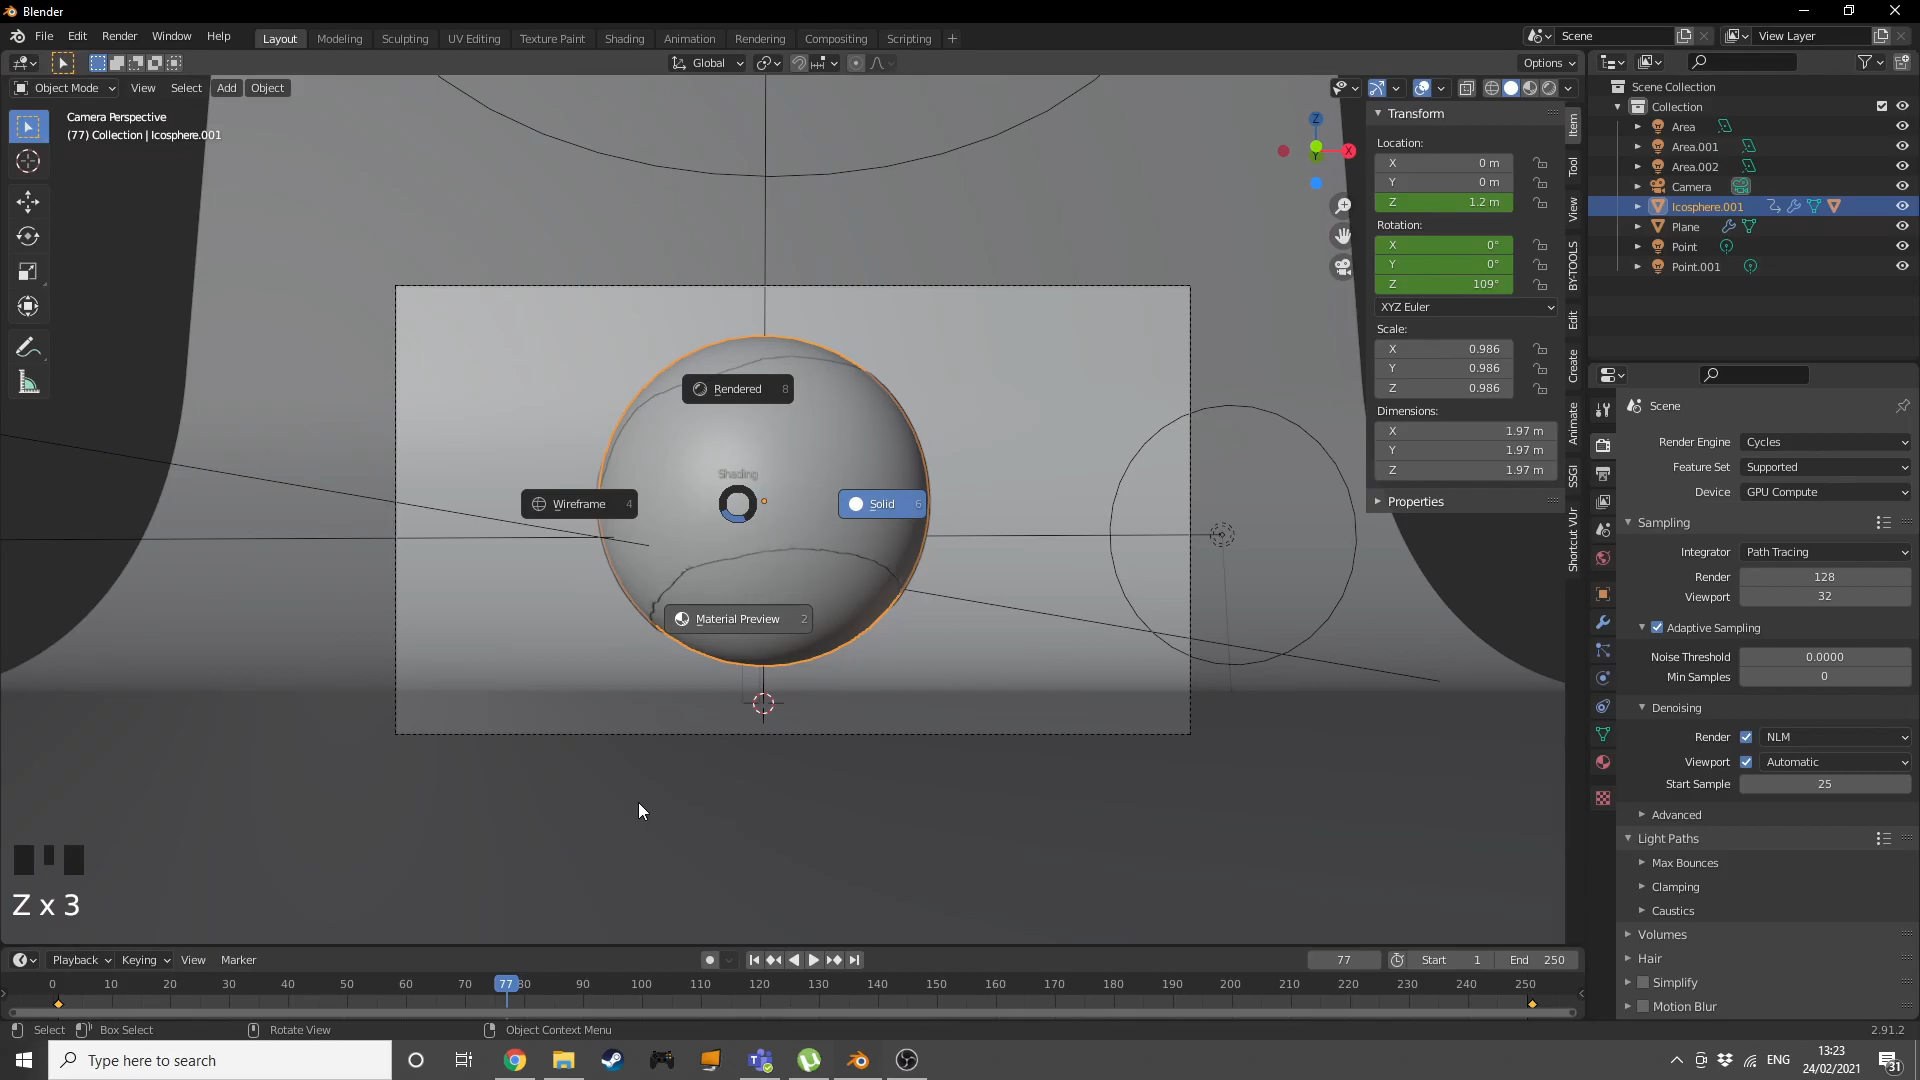 Blender
File Edit Render Window Help
Layout Modeling Sculpting UV Editing Texture Paint Shading Animation Rendering Compositing Scripting +
Scene
View Layer
Global
Options
Object Mode View Select Add Object
Camera Perspective
(77) Collection | Icosphere.001
Z
X
Y
Transform
Location:
X 0 m
Y 0 m
Z 1.2 m
Rotation:
X 0°
Y 0°
Z 109°
XYZ Euler
Scale:
X 0.986
Y 0.986
Z 0.986
Dimensions:
X 1.97 m
Y 1.97 m
Z 1.97 m
Properties
Item
Tool
View
BY-TOOLS
Edit
Create
Animate
SSGI
Shortcut VUr
Scene Collection
Collection
Area
Area.001
Area.002
Camera
Icosphere.001
Plane
Point
Point.001
Rendered 8
Shading
Wireframe 4
Solid 6
Material Preview 2
Scene
Render Engine Cycles
Feature Set Supported
Device GPU Compute
Sampling
Integrator Path Tracing
Render 128
Viewport 32
Adaptive Sampling
Noise Threshold 0.0000
Min Samples 0
Denoising
Render NLM
Viewport Automatic
Start Sample 25
Advanced
Light Paths
Max Bounces
Clamping
Caustics
Volumes
Hair
Simplify
Motion Blur
Z x 3
Playback Keying View Marker
77 Start 1 End 250
0 10 20 30 40 50 60 70 77 80 90 100 110 120 130 140 150 160 170 180 190 200 210 220 230 240 250
Select Box Select Rotate View Object Context Menu
2.91.2
Type here to search
ENG
13:23
24/02/2021
31